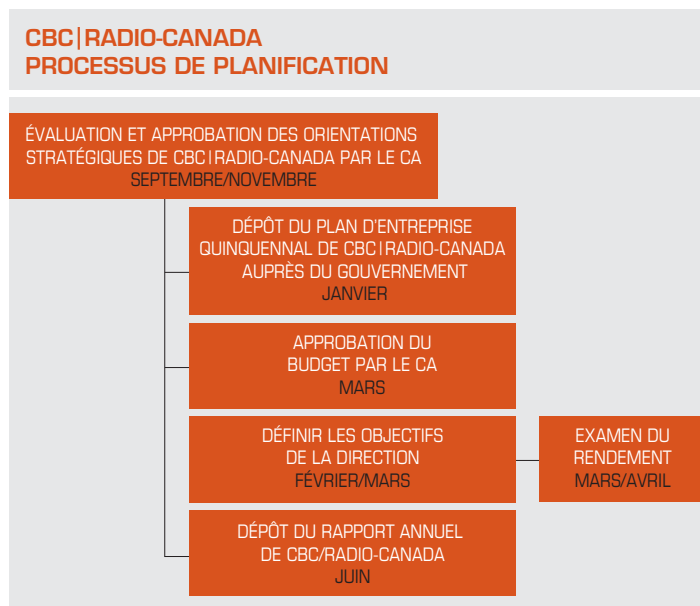 CBC|RADIO-CANADA
PROCESSUS DE PLANIFICATION
ÉVALUATION ET APPROBATION DES ORIENTATIONS
STRATÉGIQUES DE CBC|RADIO-CANADA PAR LE CA
SEPTEMBRE/NOVEMBRE
DÉPÔT DU PLAN D'ENTREPRISE
QUINQUENNAL DE CBC|RADIO-CANADA
AUPRÈS DU GOUVERNEMENT
JANVIER
APPROBATION DU
BUDGET PAR LE CA
MARS
DÉFINIR LES OBJECTIFS
DE LA DIRECTION
FÉVRIER/MARS
EXAMEN DU
RENDEMENT
MARS/AVRIL
DÉPÔT DU RAPPORT ANNUEL
DE CBC/RADIO-CANADA
JUIN